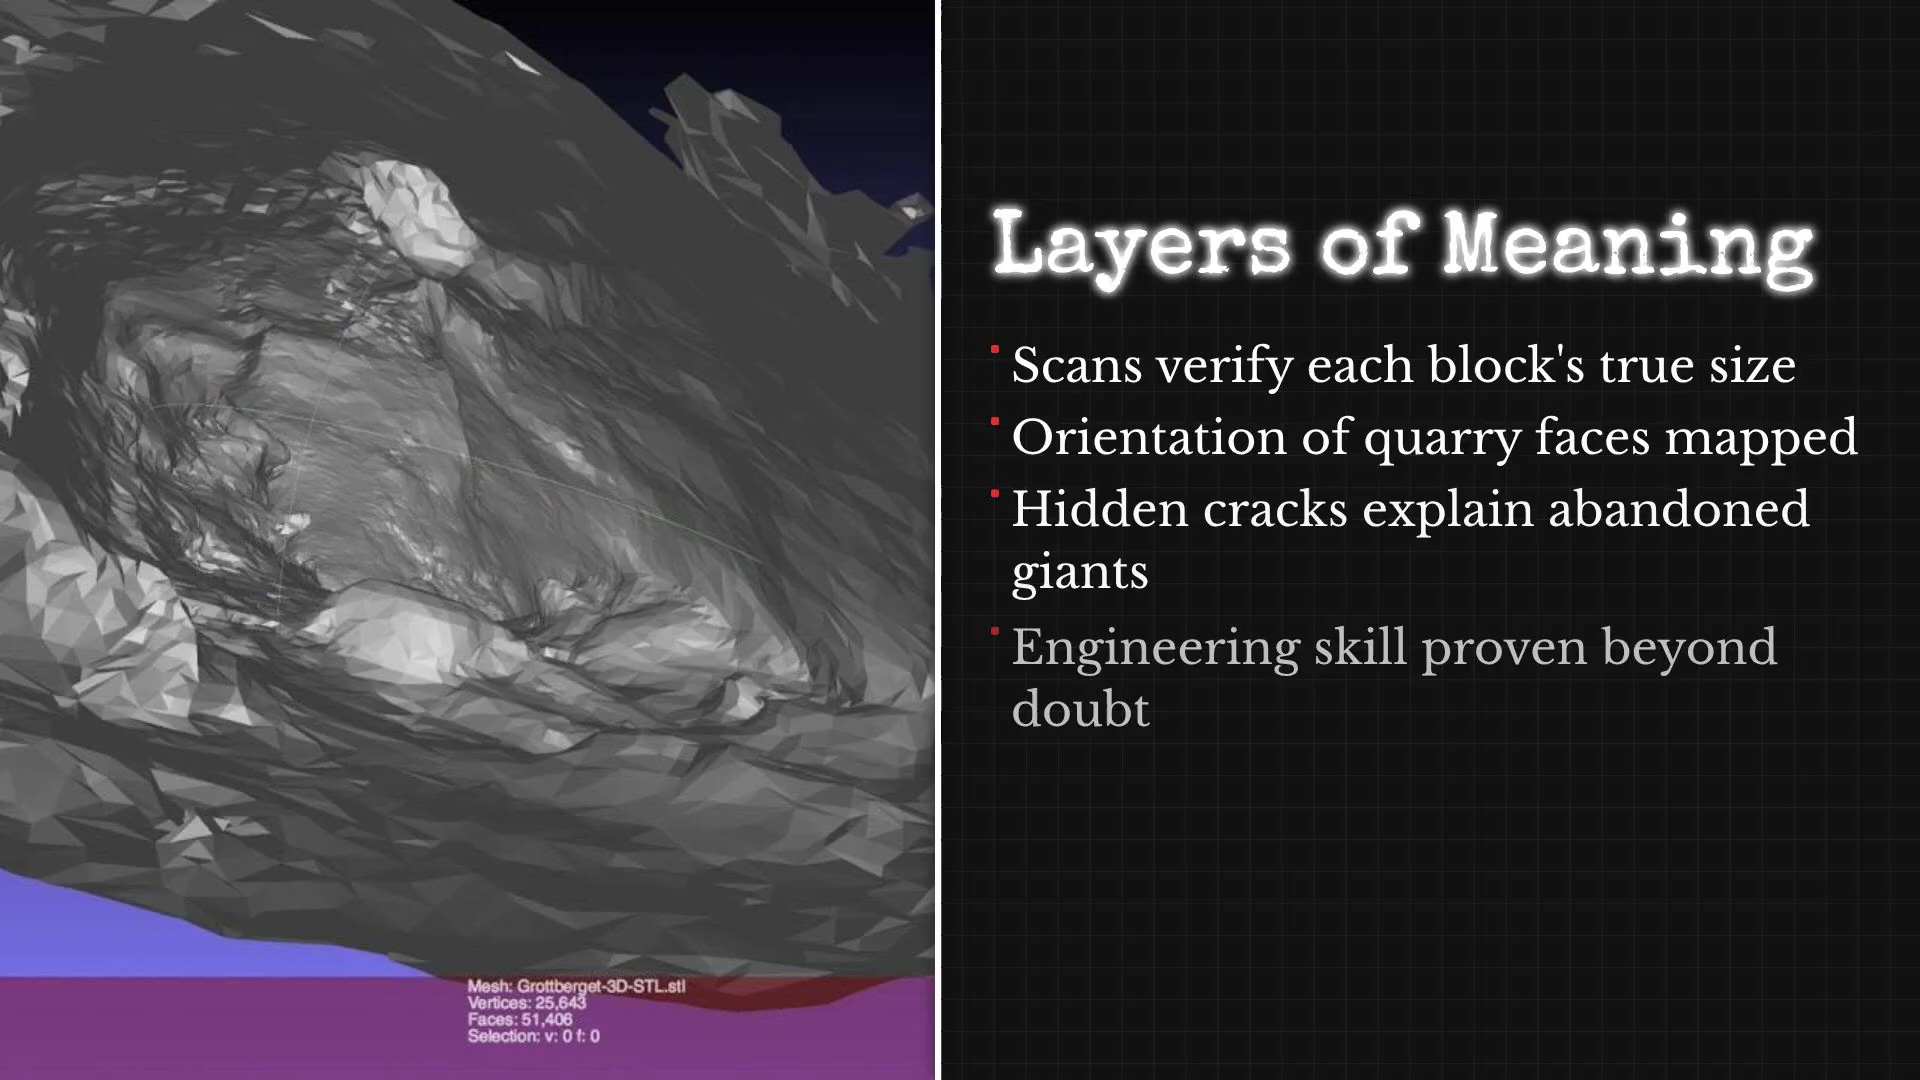 Layers of Meaning
Scans verify each block's true size
Orientation of quarry faces mapped
Hidden cracks explain abandoned
giants
Engineering skill proven beyond
doubt
Mesh: Grottberget-3D-STL.stl
Vertices: 25,643
Faces: 51,406
Selection: v: 0 f: 0